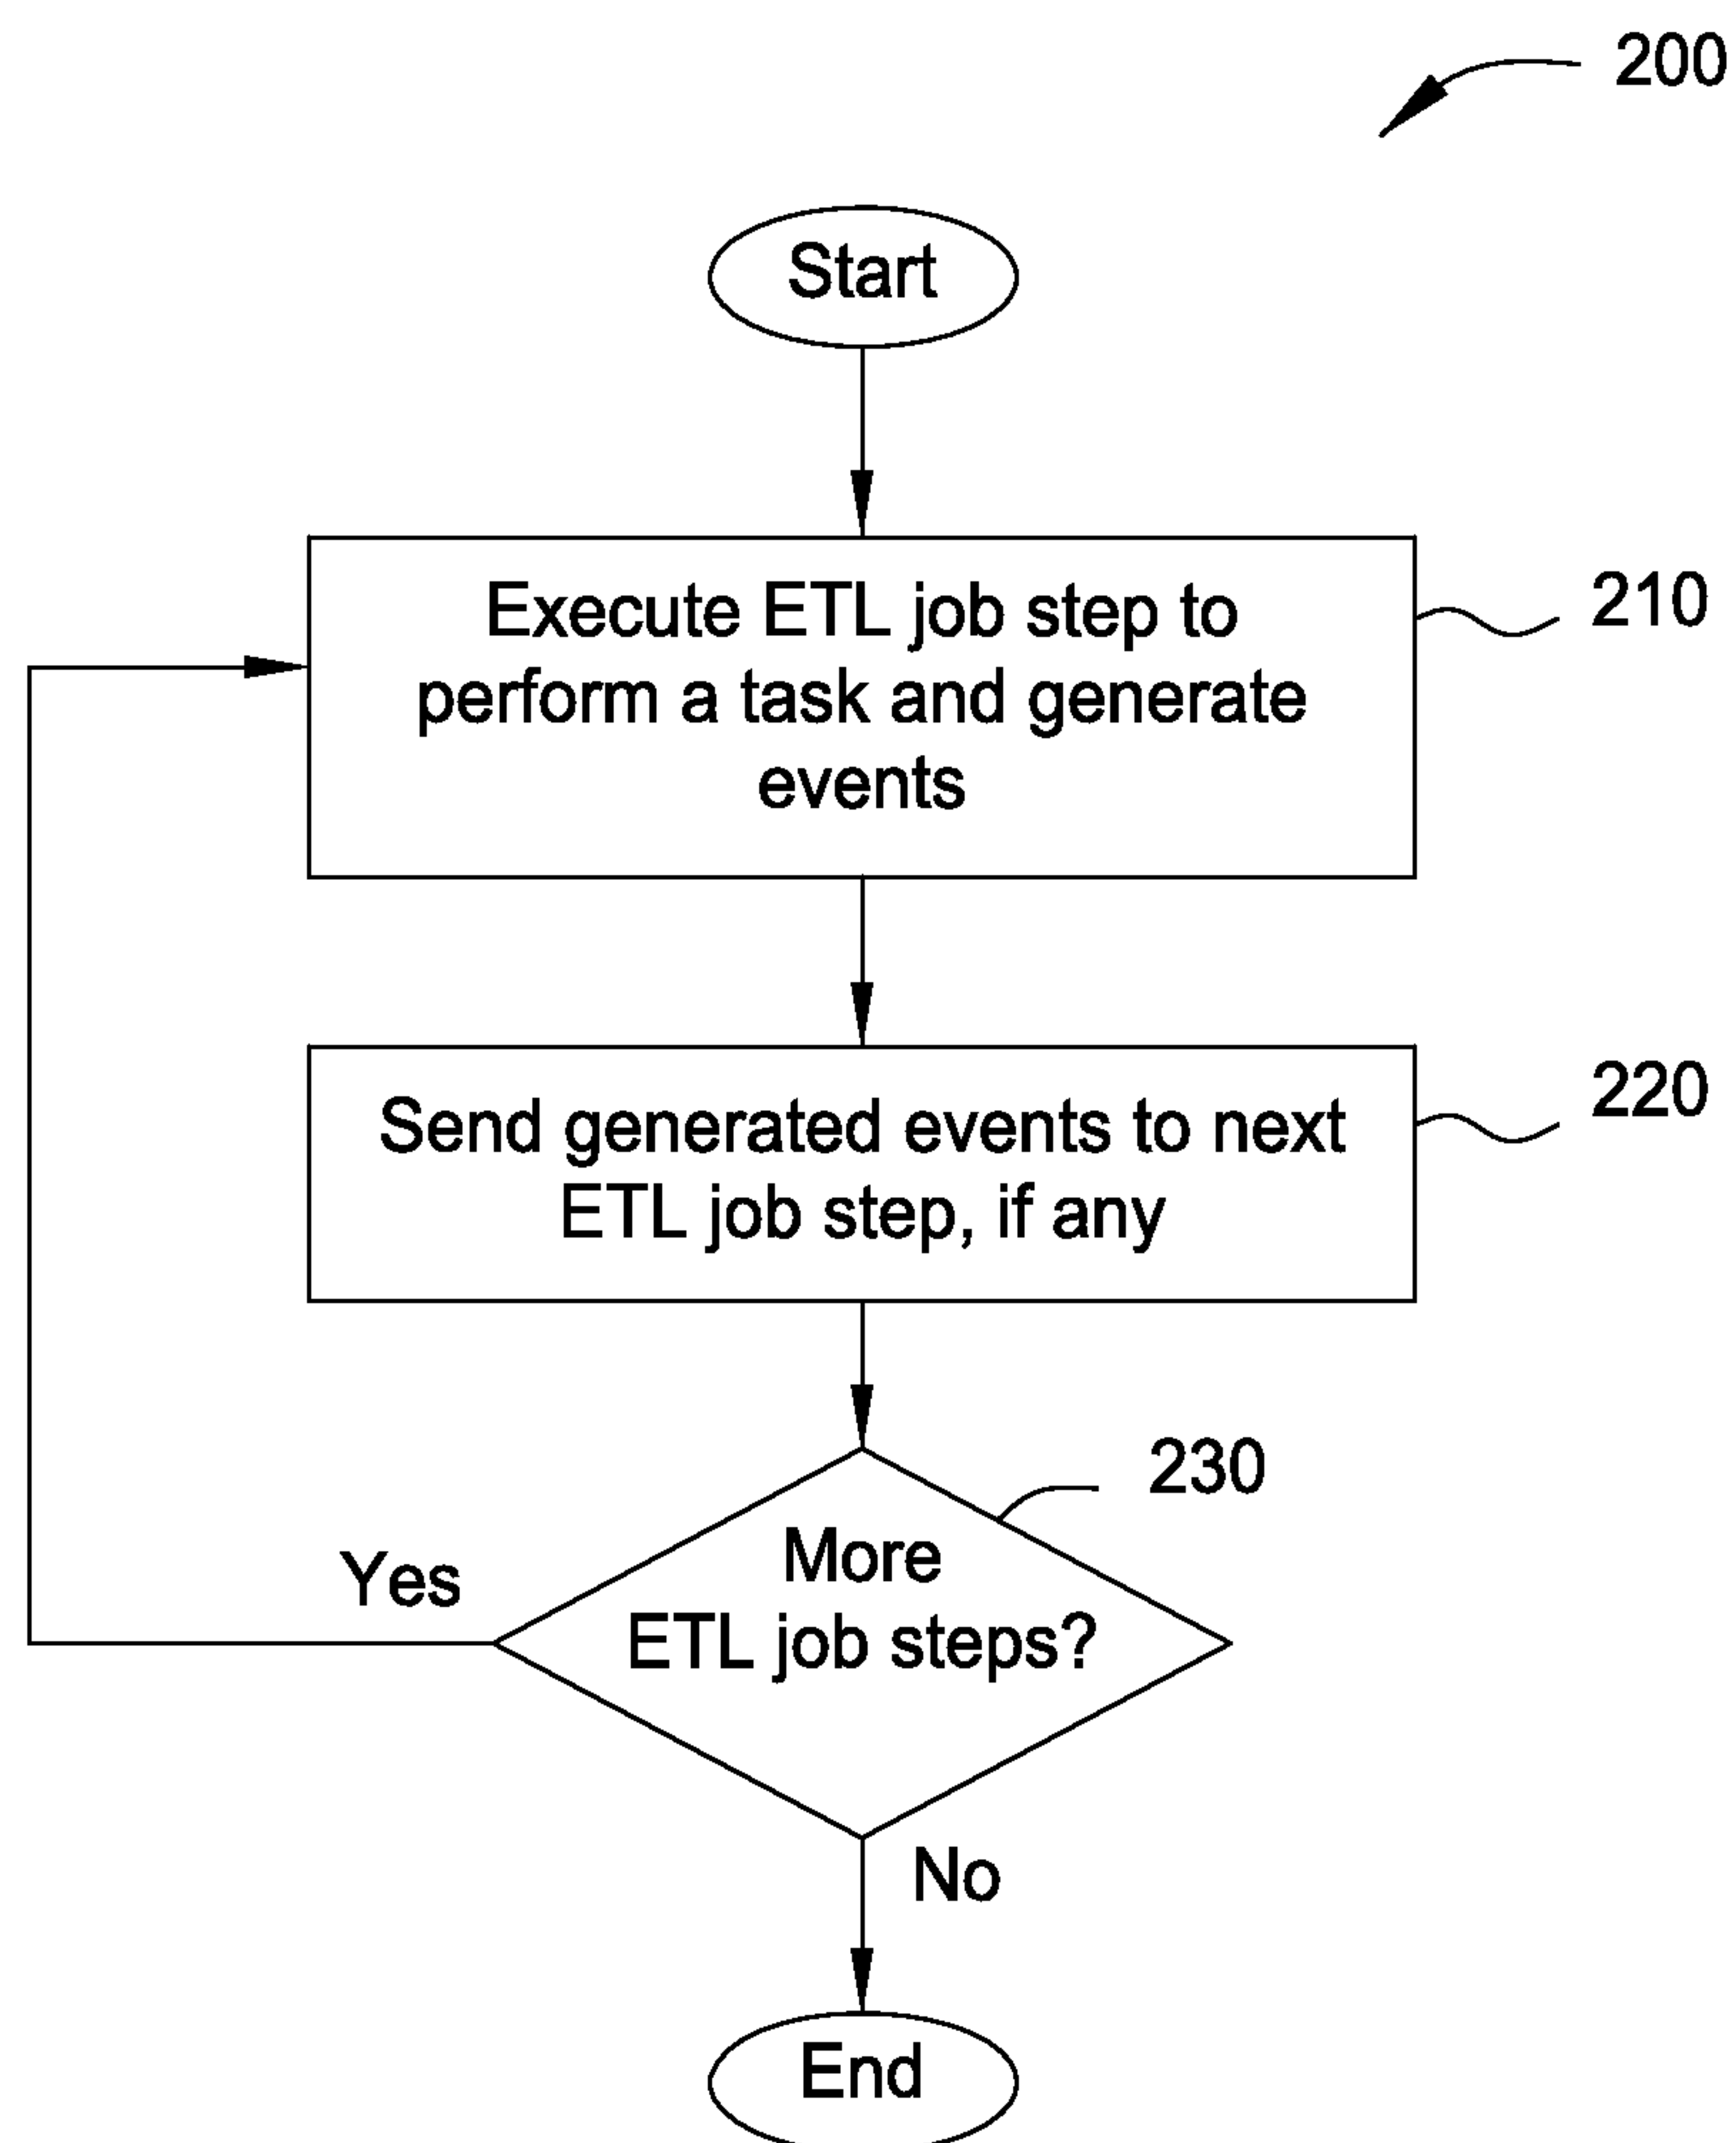 200
Start
Execute ETL job step to
perform a task and generate
events
210
Send generated events to next
ETL job step, if any
220
230
More
ETL job steps?
Yes
No
End